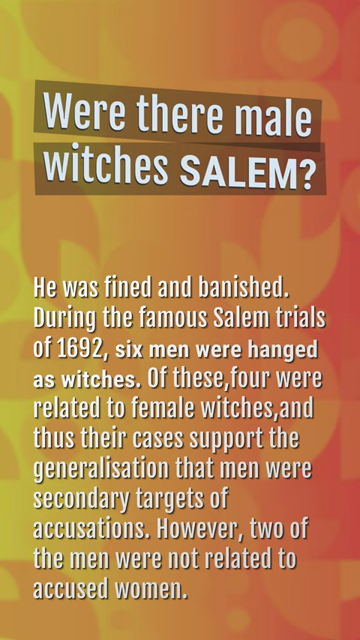 Were there male
witches SALEM?
He was fined and banished.
During the famous Salem trials
of 1692, six men were hanged
as witches. Of these,four were
related to female witches,and
thus their cases support the
generalisation that men were
secondary targets of
accusations. However, two of
the men were not related to
accused women.